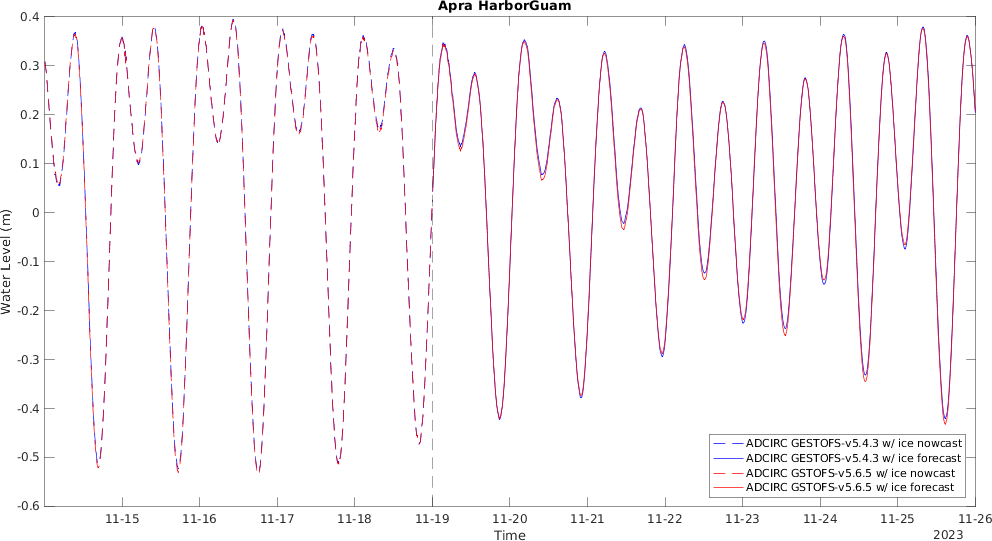 Apra HarborGuam
0.4
0.3
0.2
0.1
0
-0.1
-0.2
-0.3
-0.4
-0.5
-0.6
Water Level (m)
ADCIRC GESTOFS-v5.4.3 w/ ice nowcast
ADCIRC GESTOFS-v5.4.3 w/ ice forecast
ADCIRC GSTOFS-v5.6.5 w/ ice nowcast
ADCIRC GSTOFS-v5.6.5 w/ ice forecast
11-15 11-16 11-17 11-18 11-19 11-20 11-21 11-22 11-23 11-24 11-25 11-26
Time
2023